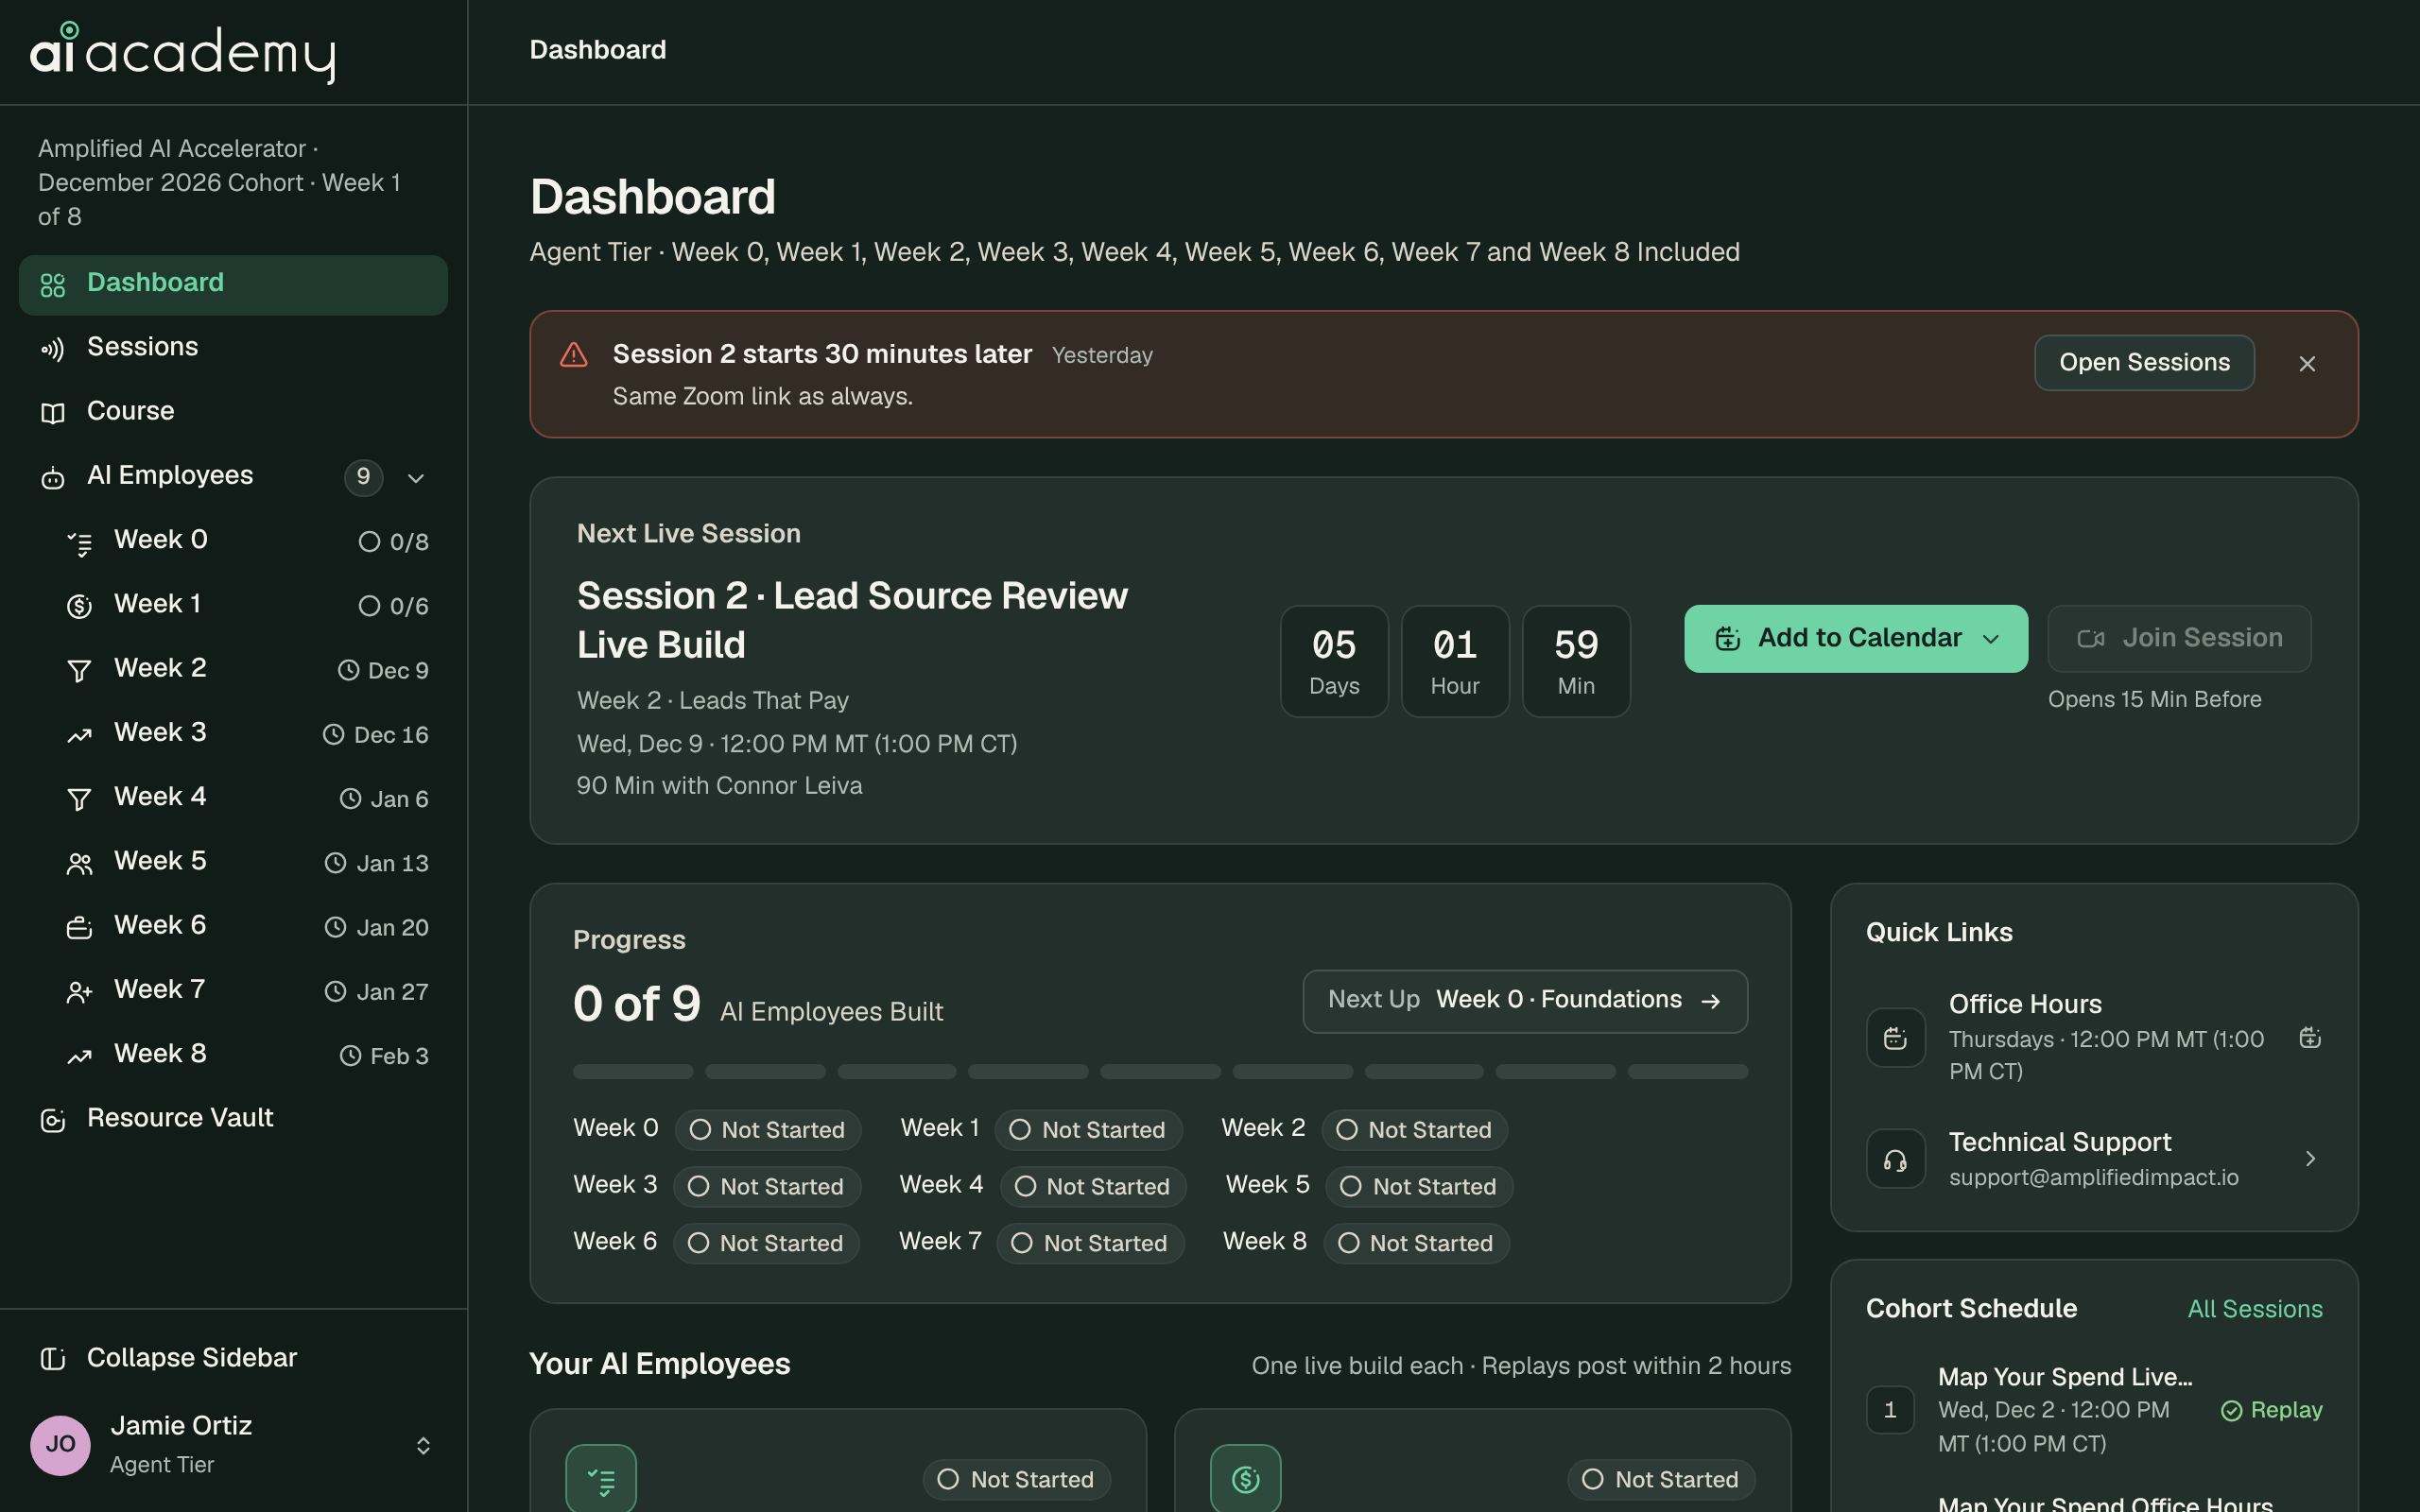 ai academy
Dashboard
Amplified AI Accelerator ·
December 2026 Cohort · Week 1
of 8
Dashboard
Sessions
Course
AI Employees 9
Week 0 0/8
Week 1 0/6
Week 2 Dec 9
Week 3 Dec 16
Week 4 Jan 6
Week 5 Jan 13
Week 6 Jan 20
Week 7 Jan 27
Week 8 Feb 3
Resource Vault
Collapse Sidebar
JO
Jamie Ortiz
Agent Tier
Dashboard
Agent Tier · Week 0, Week 1, Week 2, Week 3, Week 4, Week 5, Week 6, Week 7 and Week 8 Included
Session 2 starts 30 minutes later Yesterday
Same Zoom link as always.
Open Sessions
Next Live Session
Session 2 · Lead Source Review
Live Build
Week 2 · Leads That Pay
Wed, Dec 9 · 12:00 PM MT (1:00 PM CT)
90 Min with Connor Leiva
05 01 59
Days Hour Min
Add to Calendar
Join Session
Opens 15 Min Before
Progress
0 of 9 AI Employees Built
Next Up Week 0 · Foundations
Week 0 Not Started Week 1 Not Started Week 2 Not Started
Week 3 Not Started Week 4 Not Started Week 5 Not Started
Week 6 Not Started Week 7 Not Started Week 8 Not Started
Your AI Employees
One live build each · Replays post within 2 hours
Not Started
Not Started
Quick Links
Office Hours
Thursdays · 12:00 PM MT (1:00
PM CT)
Technical Support
support@amplifiedimpact.io
Cohort Schedule All Sessions
1
Map Your Spend Live...
Wed, Dec 2 · 12:00 PM
MT (1:00 PM CT)
Replay
Map Your Spend Office Hours